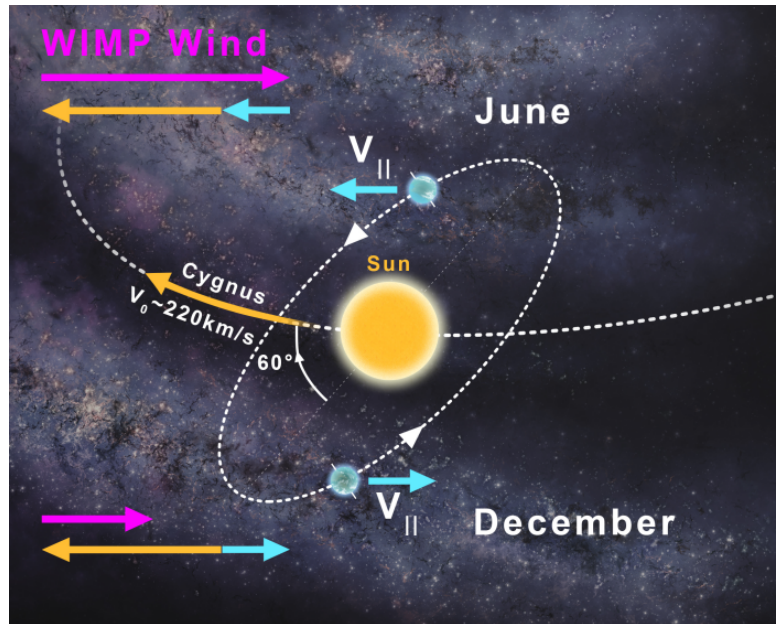 WIMP Wind
June
V||
Sun
Cygnus
V₀~220km/s
60°
V||
December